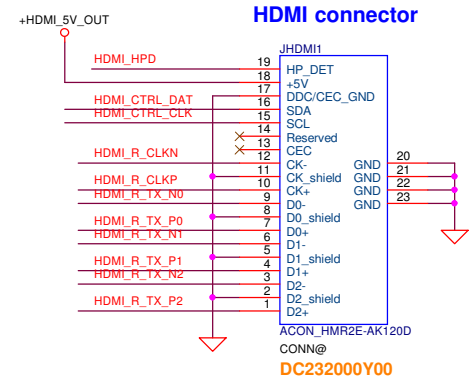 HDMI connector
+HDMI_5V_OUT
JHDMI1
HDMI_HPD 19 HP_DET
18 +5V
17 DDC/CEC_GND
HDMI_CTRL_DAT 16 SDA
HDMI_CTRL_CLK 15 SCL
14 Reserved
13 CEC
HDMI_R_CLKN 12 CK- GND 20
11 CK_shield GND 21
HDMI_R_CLKP 10 CK+ GND 22
HDMI_R_TX_N0 9 D0- GND 23
8 D0_shield
HDMI_R_TX_P0 7 D0+
HDMI_R_TX_N1 6 D1-
5 D1_shield
HDMI_R_TX_P1 4 D1+
HDMI_R_TX_N2 3 D2-
2 D2_shield
HDMI_R_TX_P2 1 D2+
ACON_HMR2E-AK120D
CONN@
DC232000Y00